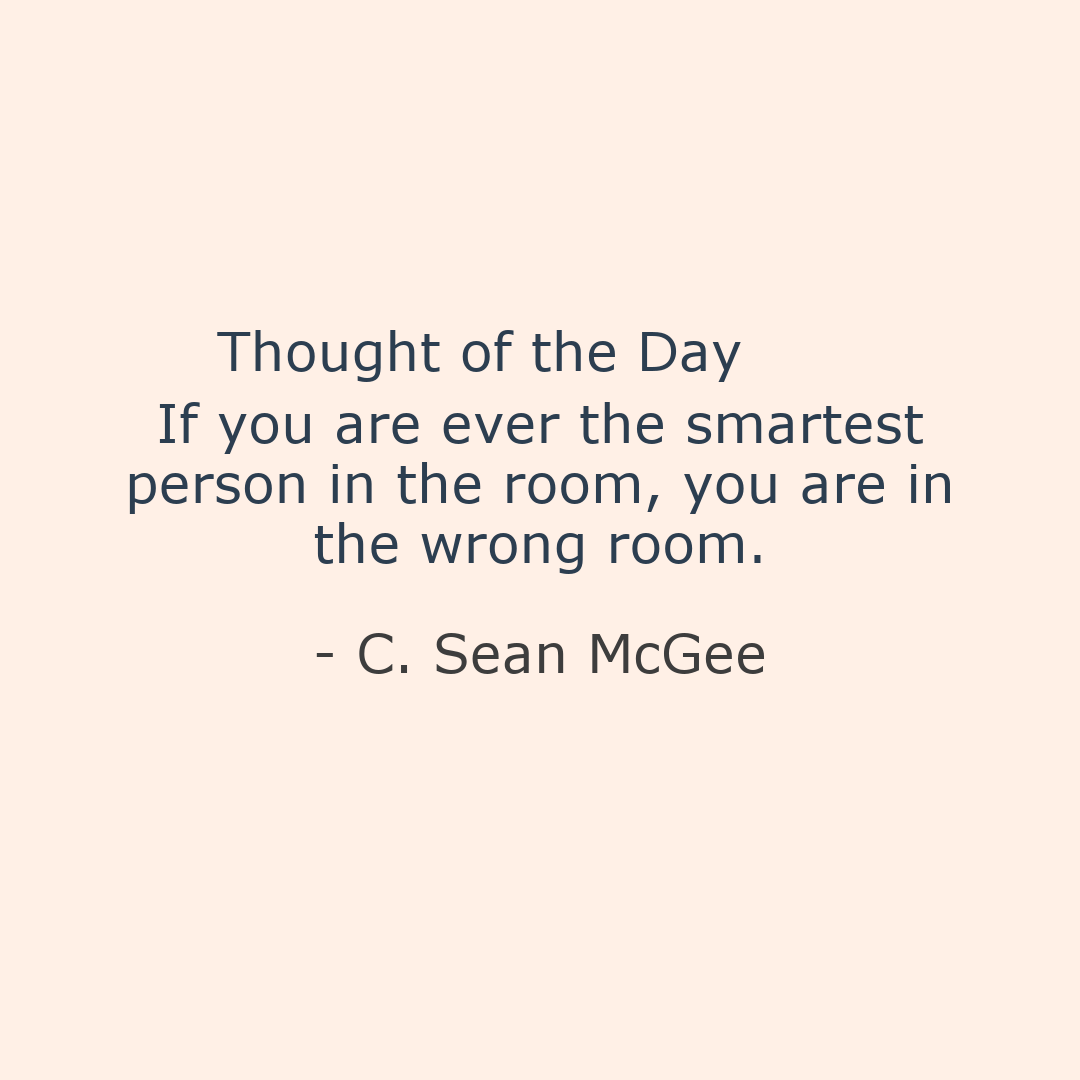 Thought of the Day
If you are ever the smartest
person in the room, you are in
the wrong room.
- C. Sean McGee